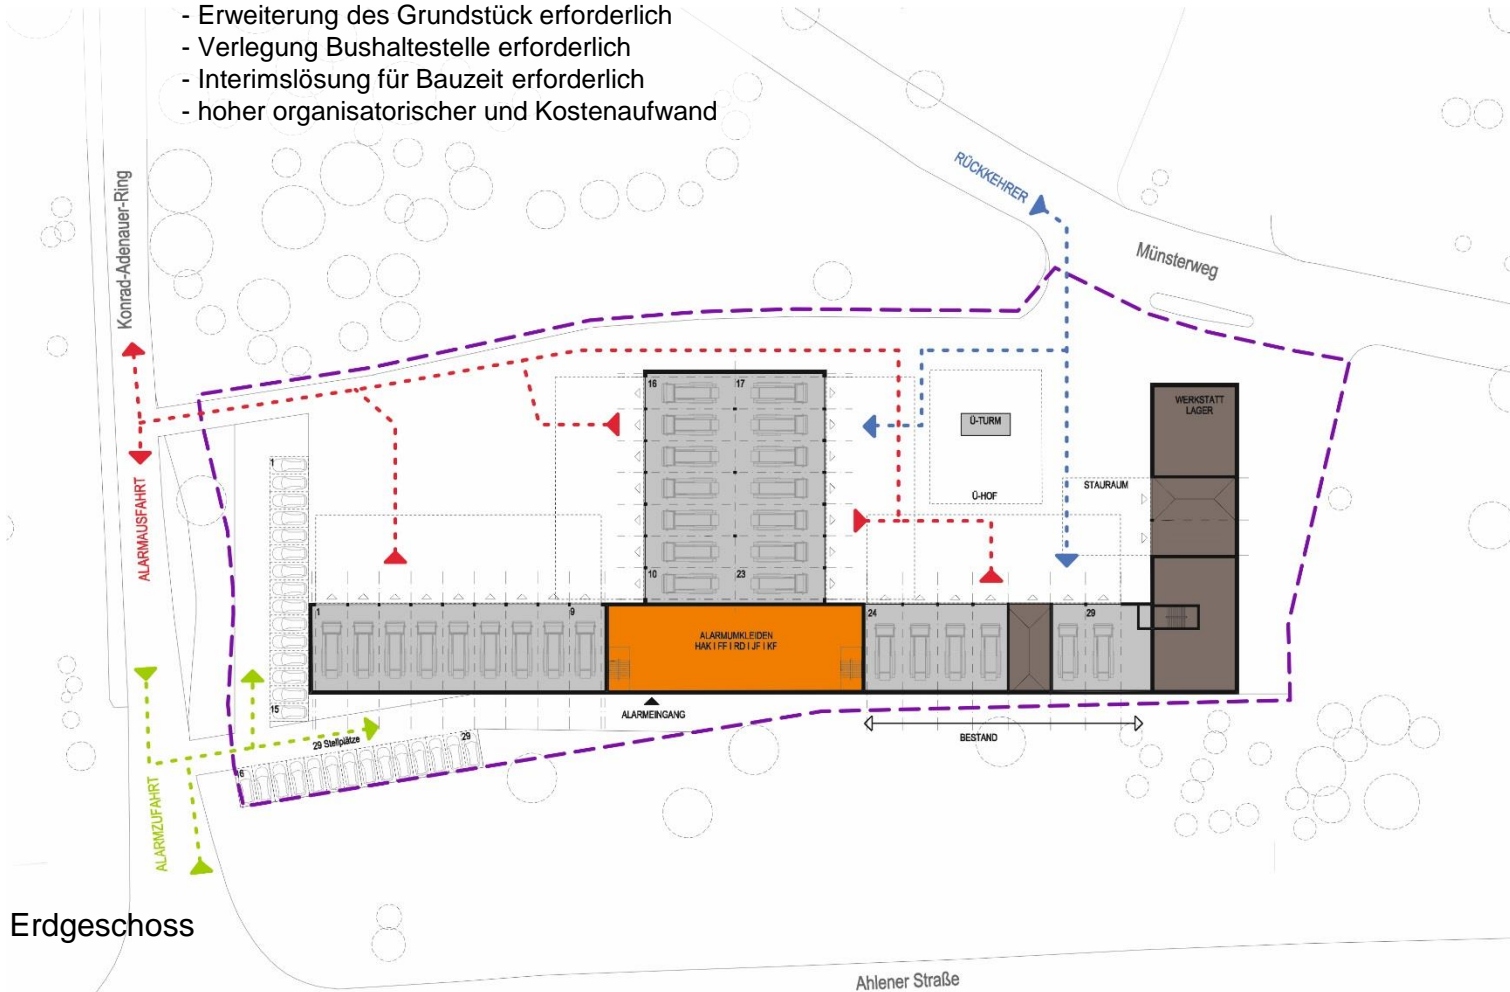 - Erweiterung des Grundstück erforderlich
- Verlegung Bushaltestelle erforderlich
- Interimslösung für Bauzeit erforderlich
- hoher organisatorischer und Kostenaufwand
Konrad-Adenauer-Ring
RÜCKKEHRER
Münsterweg
16
17
WERKSTATT
LAGER
Ü-TURM
1
STAURAUM
Ü-HOF
ALARMAUSFAHRT
10
23
1
9
24
29
ALARMUMKLEIDEN
HAK I FF I RD I JF I KF
15
ALARMEINGANG
BESTAND
29 Stellplätze
29
6
ALARMZUFAHRT
Erdgeschoss
Ahlener Straße